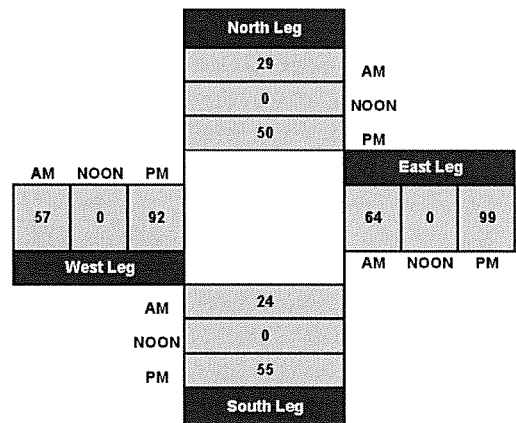 North Leg
29
AM
0
NOON
50
PM
AM NOON PM
East Leg
57 0 92
64 0 99
West Leg
AM NOON PM
AM
24
NOON
0
PM
55
South Leg